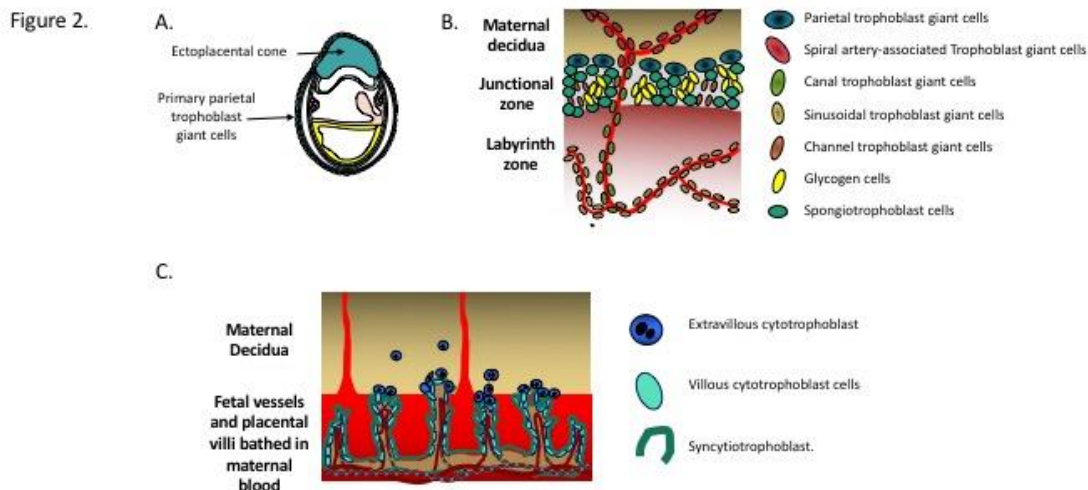 Figure 2.
A.
Ectoplacental cone
Primary parietal
trophoblast
giant cells
B.
Maternal
decidua
Junctional
zone
Labyrinth
zone
Parietal trophoblast giant cells
Spiral artery-associated Trophoblast giant cells
Canal trophoblast giant cells
Sinusoidal trophoblast giant cells
Channel trophoblast giant cells
Glycogen cells
Spongiotrophoblast cells
C.
Maternal
Decidua
Fetal vessels
and placental
villi bathed in
maternal
blood
Extravillous cytotrophoblast
Villous cytotrophoblast cells
Syncytiotrophoblast.